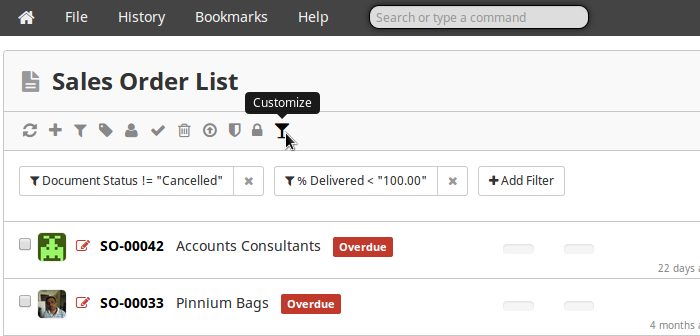 File History Bookmarks Help Search or type a command
Sales Order List
Customize
Document Status != "Cancelled" × % Delivered < "100.00" × + Add Filter
SO-00042 Accounts Consultants Overdue
22 days a
SO-00033 Pinnium Bags Overdue
4 months a